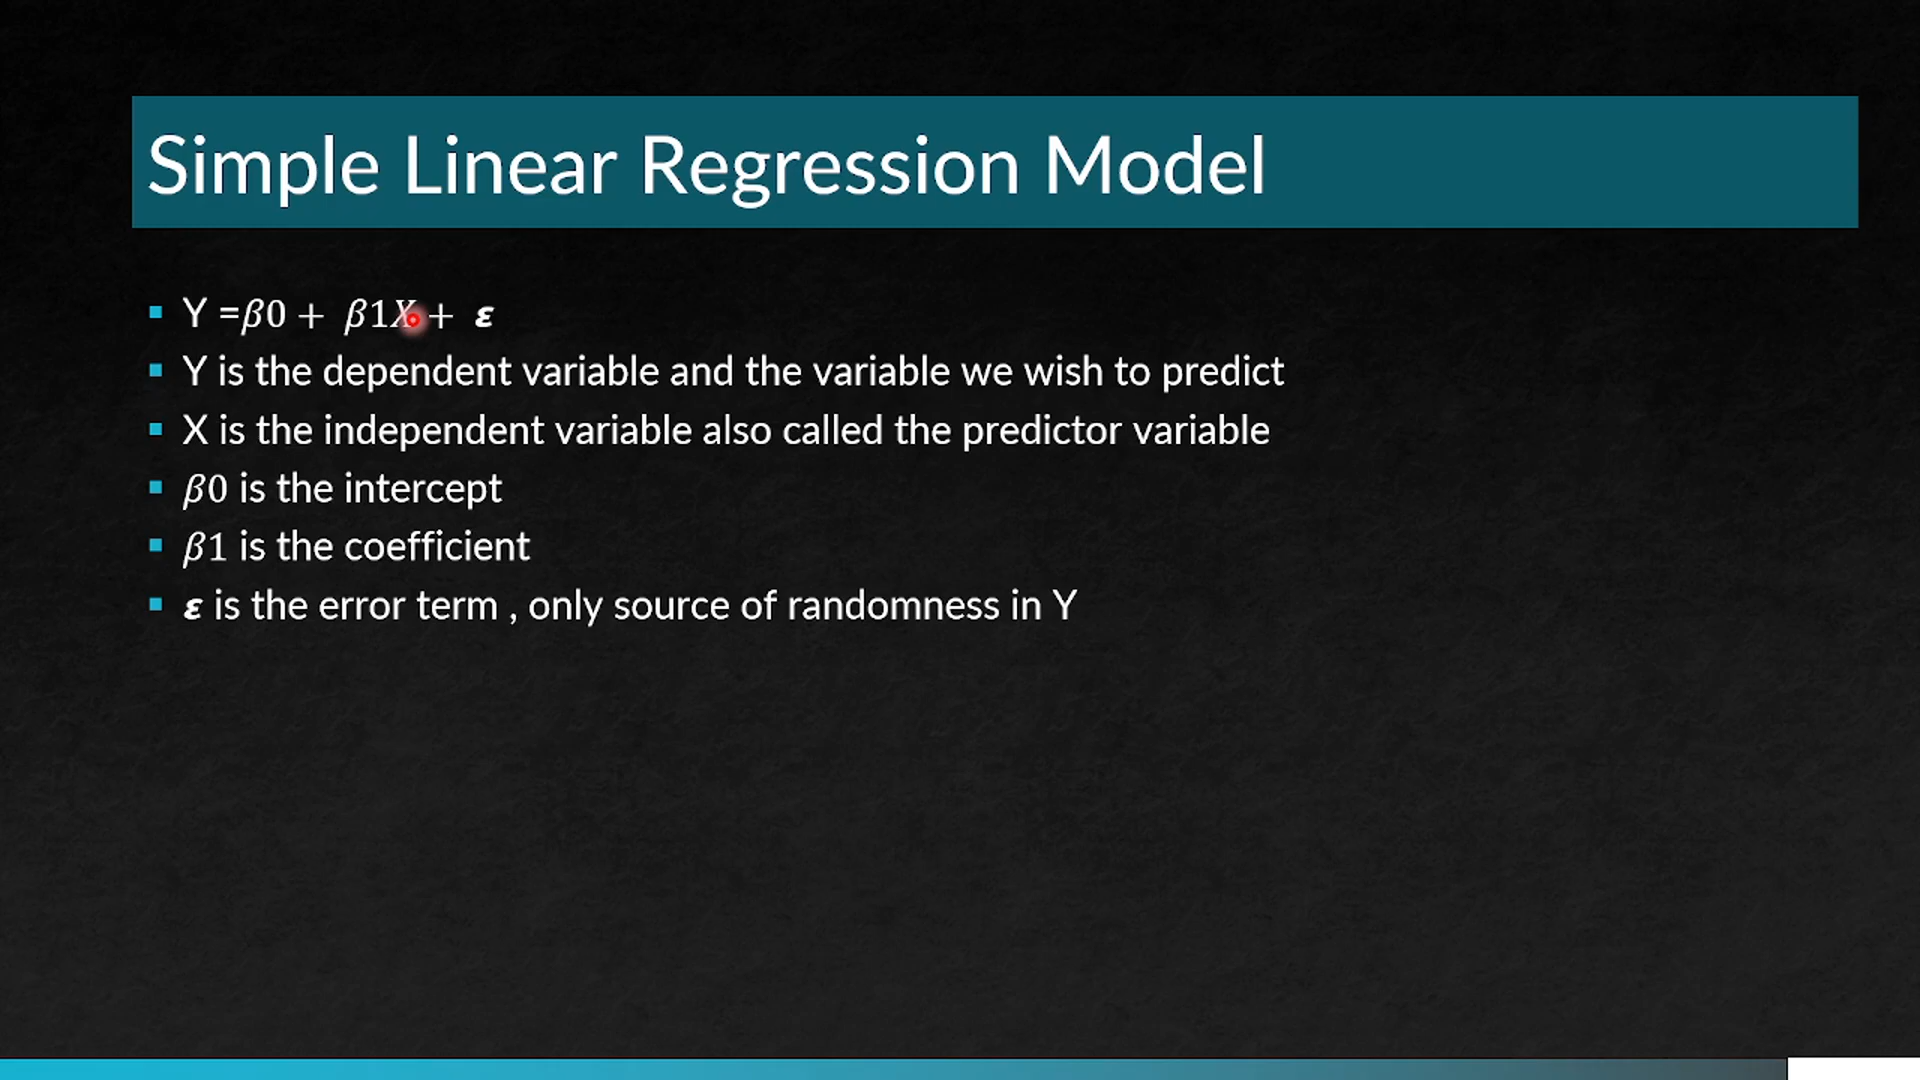 Simple Linear Regression Model
Y =𝛽0 + 𝛽1𝑋 + 𝜺
Y is the dependent variable and the variable we wish to predict
X is the independent variable also called the predictor variable
𝛽0 is the intercept
𝛽1 is the coefficient
𝜺 is the error term , only source of randomness in Y